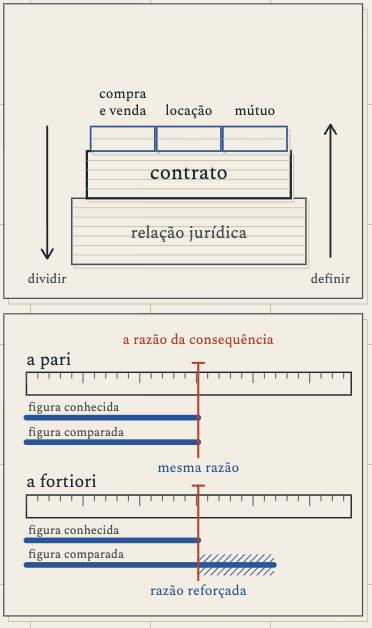 compra
e venda
locação
mútuo
contrato
relação jurídica
dividir
definir
a razão da consequência
a pari
figura conhecida
figura comparada
mesma razão
a fortiori
figura conhecida
figura comparada
razão reforçada